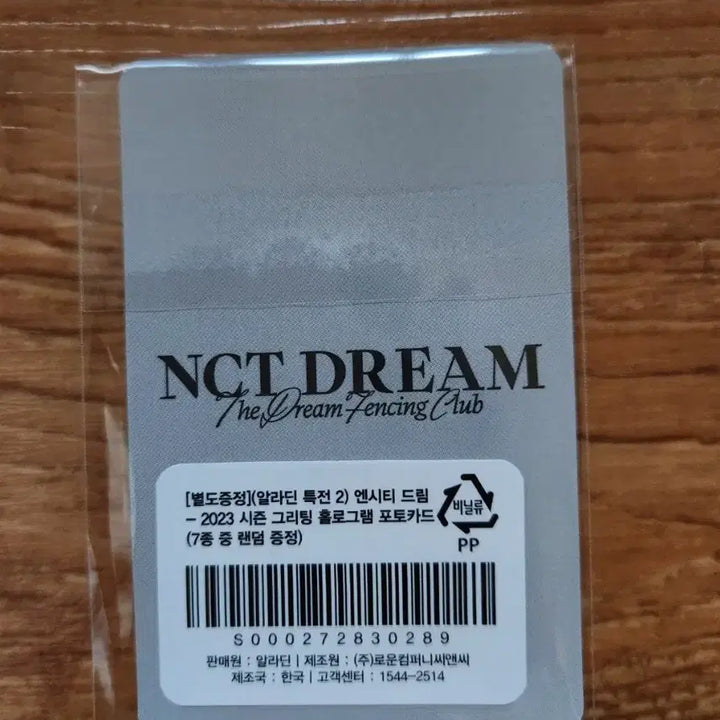 NCT DREAM
The Dream Fencing Club
[별도증정](알라딘 특전 2) 엔시티 드림
- 2023 시즌 그리팅 홀로그램 포토카드
(7종 중 랜덤 증정)
비닐류
PP
S000272830289
판매원 : 알라딘 | 제조원 : (주)로운컴퍼니씨앤씨
제조국 : 한국 | 고객센터 : 1544-2514